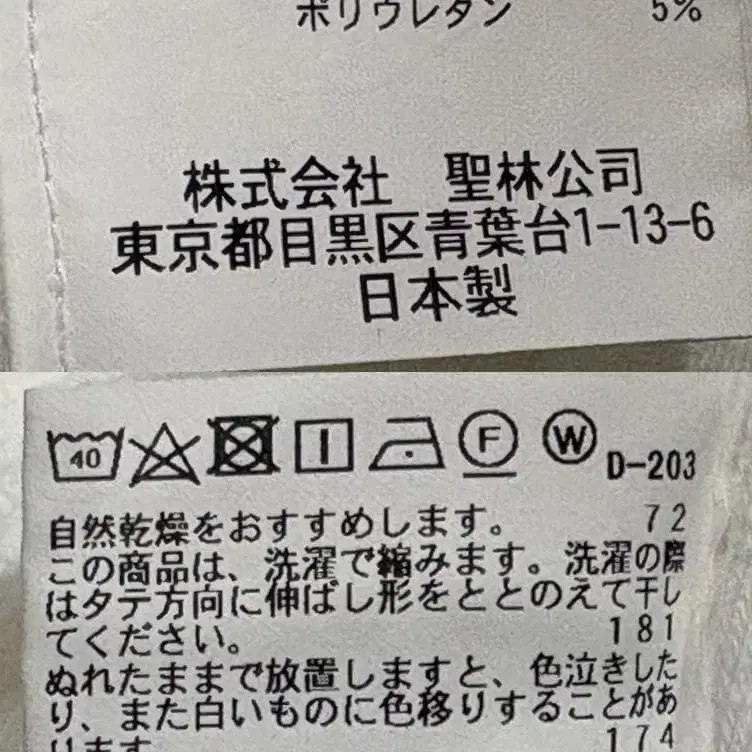 ポリウレタン 5%
株式会社 聖林公司
東京都目黒区青葉台1-13-6
日本製
40 F W D-203
自然乾燥をおすすめします。 72
この商品は、洗濯で縮みます。洗濯の際
はタテ方向に伸ばし形をととのえて干し
てください。 181
ぬれたままで放置しますと、色泣きした
り、また白いものに色移りすることがあ
ります 174